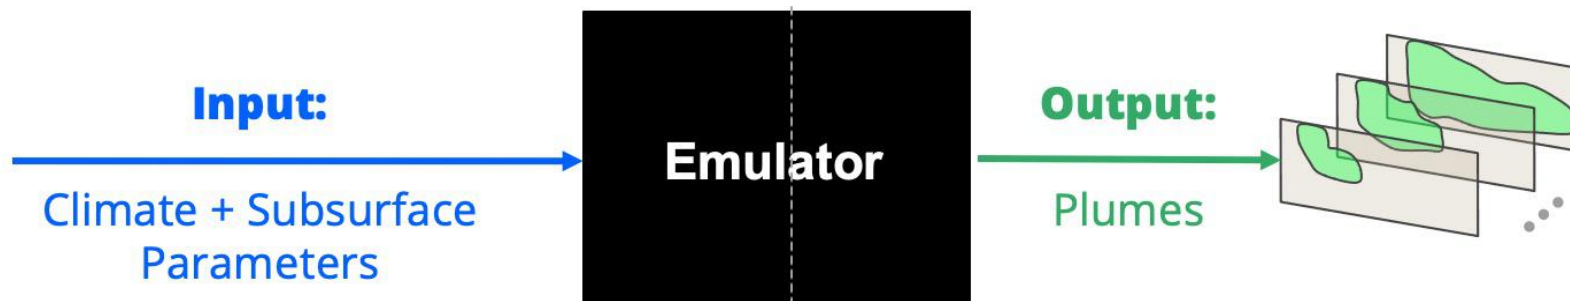 Input:
Climate + Subsurface
Parameters
Emulator
Output:
Plumes